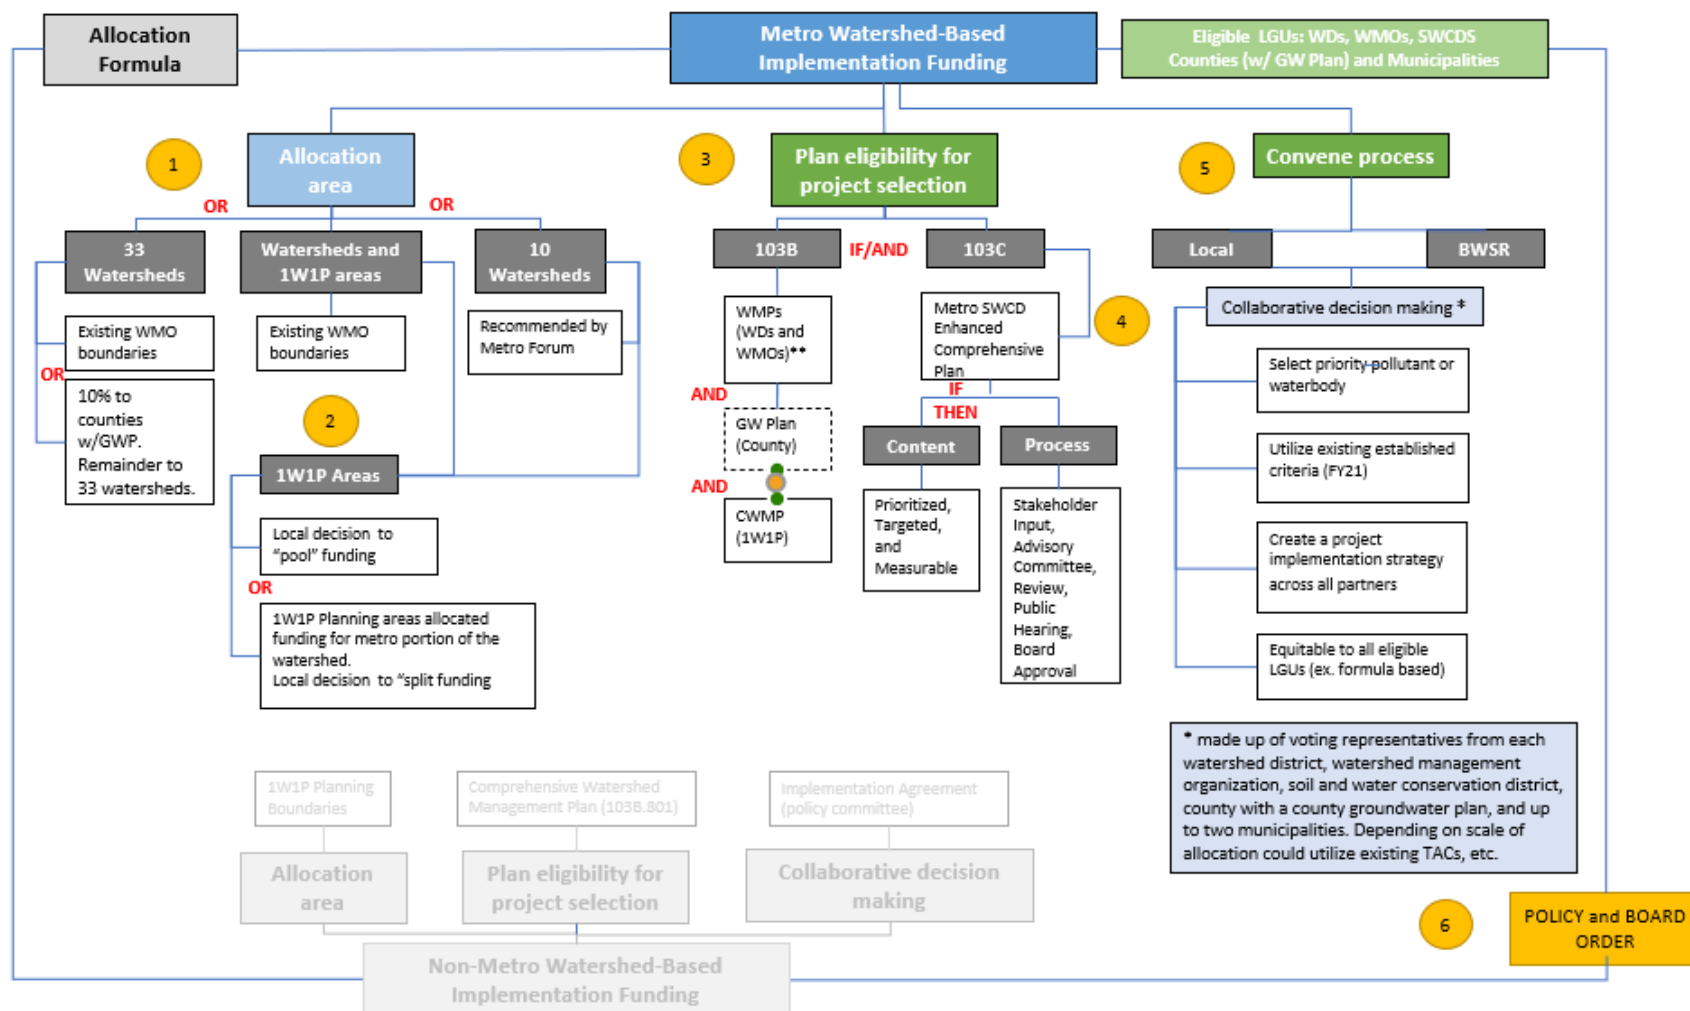 Allocation
Formula
Metro Watershed-Based
Implementation Funding
Eligible LGUs: WDs, WMOs, SWCDS
Counties (w/ GW Plan) and Municipalities
1
Allocation
area
OR
OR
33
Watersheds
Watersheds and
1W1P areas
10
Watersheds
Existing WMO
boundaries
Existing WMO
boundaries
Recommended by
Metro Forum
OR
10% to
counties
w/GWP.
Remainder to
33 watersheds.
2
1W1P Areas
Local decision to
“pool” funding
OR
1W1P Planning areas allocated
funding for metro portion of the
watershed.
Local decision to “split funding
3
Plan eligibility for
project selection
103B
IF/AND
103C
WMPs
(WDs and
WMOs)**
AND
GW Plan
(County)
AND
CWMP
(1W1P)
Metro SWCD
Enhanced
Comprehensive
Plan
4
IF
THEN
Content
Process
Prioritized,
Targeted,
and
Measurable
Stakeholder
Input,
Advisory
Committee,
Review,
Public
Hearing,
Board
Approval
5
Convene process
Local
BWSR
Collaborative decision making *
Select priority pollutant or
waterbody
Utilize existing established
criteria (FY21)
Create a project
implementation strategy
across all partners
Equitable to all eligible
LGUs (ex. formula based)
* made up of voting representatives from each
watershed district, watershed management
organization, soil and water conservation district,
county with a county groundwater plan, and up
to two municipalities. Depending on scale of
allocation could utilize existing TACs, etc.
1W1P Planning
Boundaries
Comprehensive Watershed
Management Plan (103B.801)
Implementation Agreement
(policy committee)
Allocation
area
Plan eligibility for
project selection
Collaborative decision
making
Non-Metro Watershed-Based
Implementation Funding
6
POLICY and BOARD
ORDER